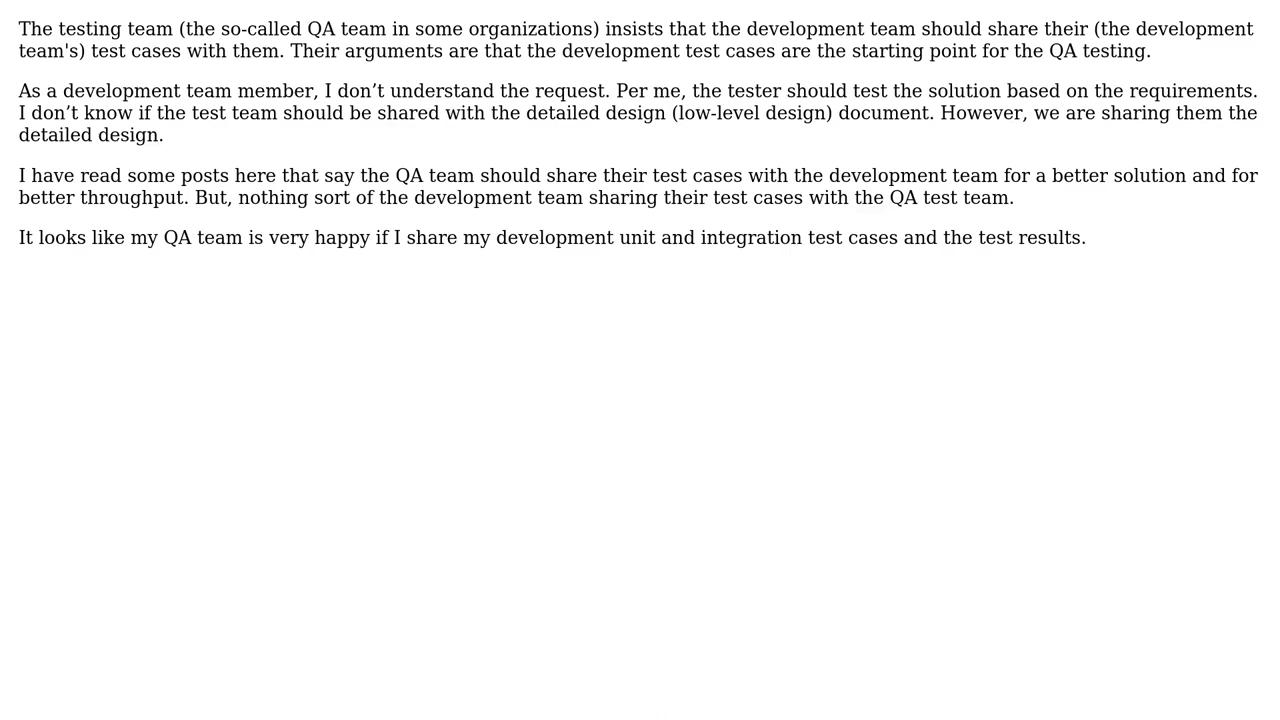 The testing team (the so-called QA team in some organizations) insists that the development team should share their (the development
team's) test cases with them. Their arguments are that the development test cases are the starting point for the QA testing.
As a development team member, I don’t understand the request. Per me, the tester should test the solution based on the requirements.
I don’t know if the test team should be shared with the detailed design (low-level design) document. However, we are sharing them the
detailed design.
I have read some posts here that say the QA team should share their test cases with the development team for a better solution and for
better throughput. But, nothing sort of the development team sharing their test cases with the QA test team.
It looks like my QA team is very happy if I share my development unit and integration test cases and the test results.